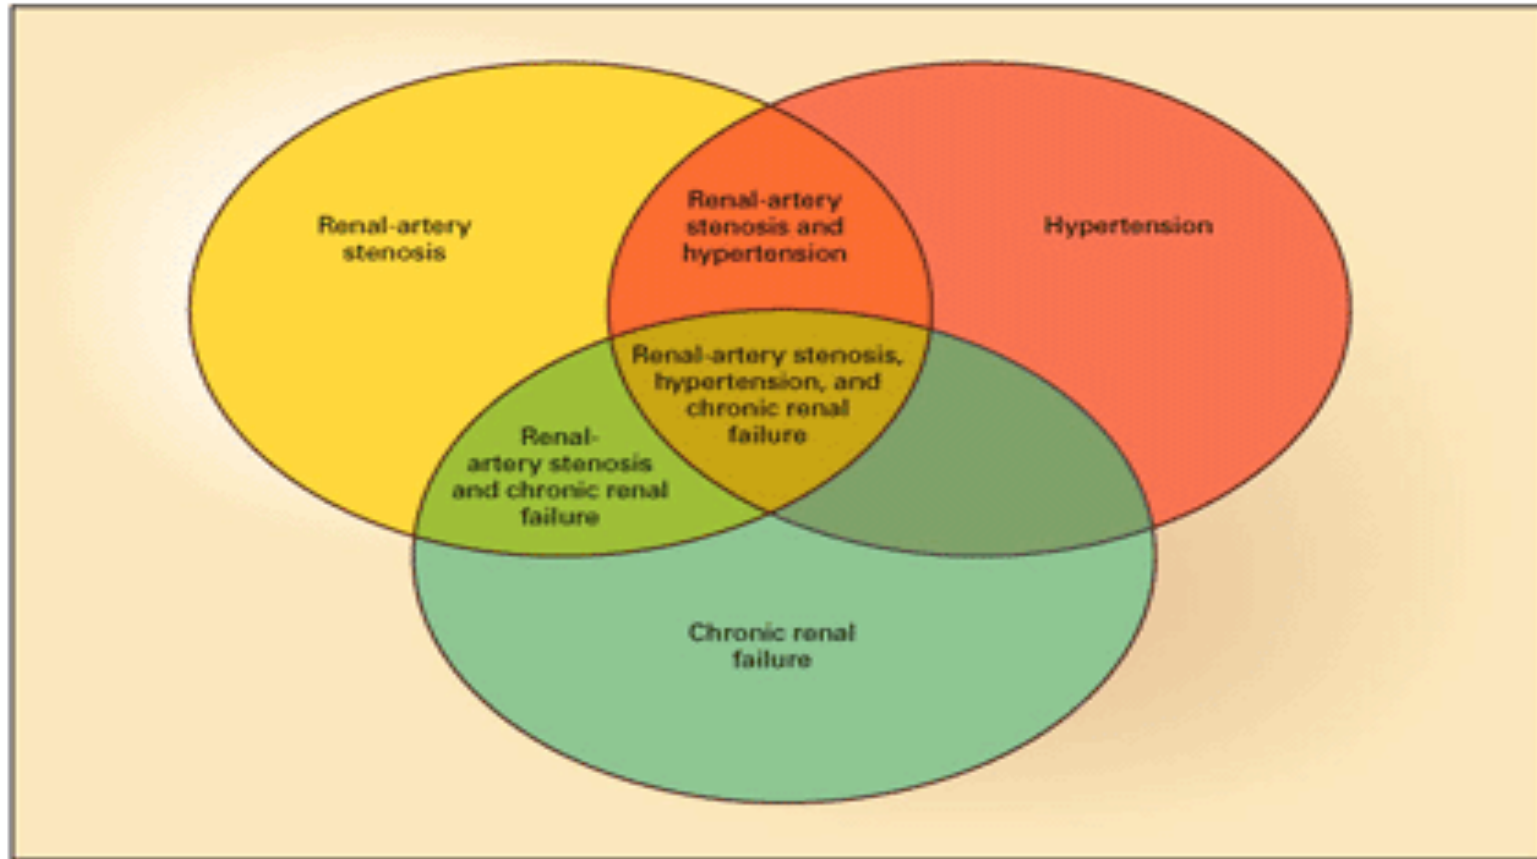 Renal-artery
stenosis
Renal-artery
stenosis and
hypertension
Hypertension
Renal-artery stenosis,
hypertension, and
chronic renal
failure
Renal-
artery stenosis
and chronic renal
failure
Chronic renal
failure